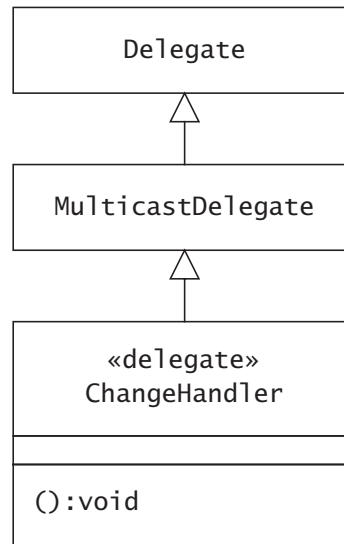 Delegate
MulticastDelegate
«delegate»
ChangeHandler
():void